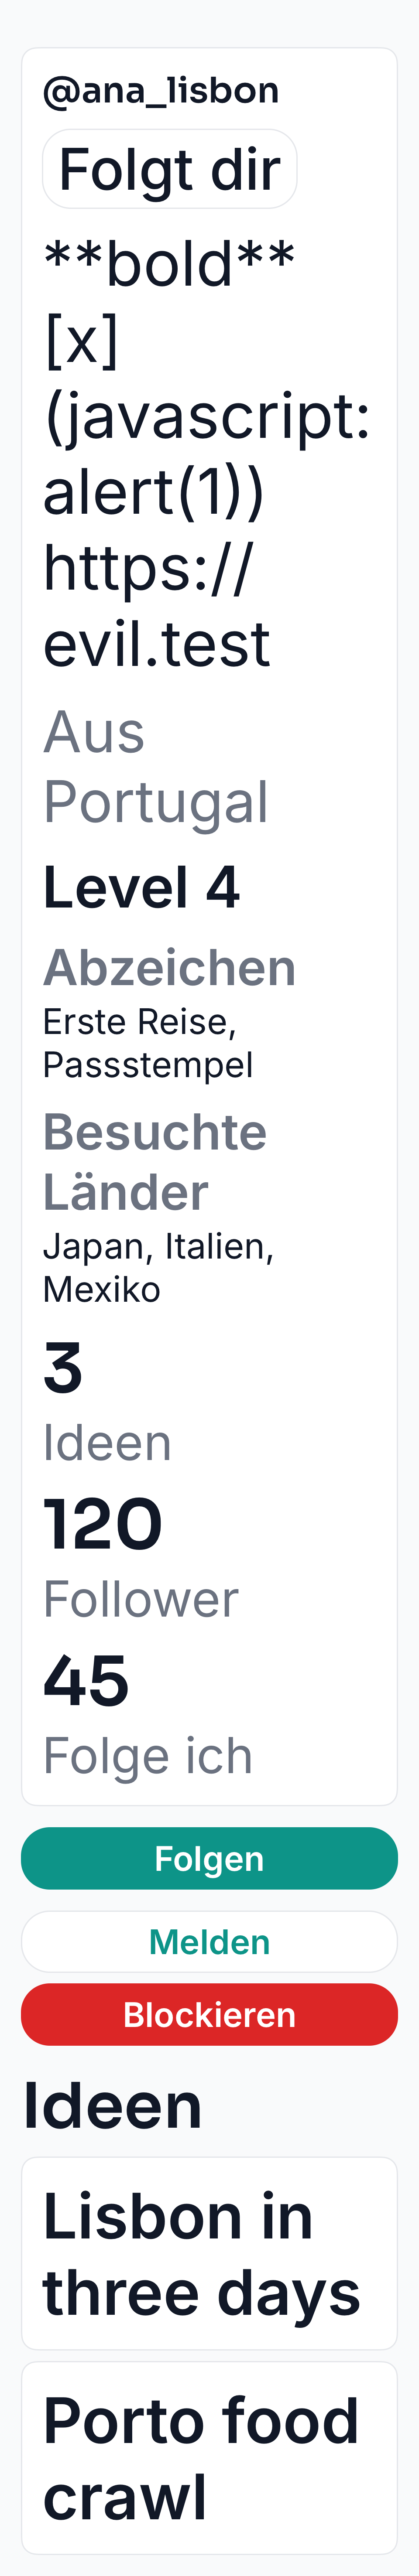 @ana_lisbon
Folgt dir
**bold**
[x]
(javascript:
alert(1))
https://
evil.test
Aus
Portugal
Level 4
Abzeichen
Erste Reise,
Passstempel
Besuchte
Länder
Japan, Italien,
Mexiko
3
Ideen
120
Follower
45
Folge ich
Folgen
Melden
Blockieren
Ideen
Lisbon in
three days
Porto food
crawl